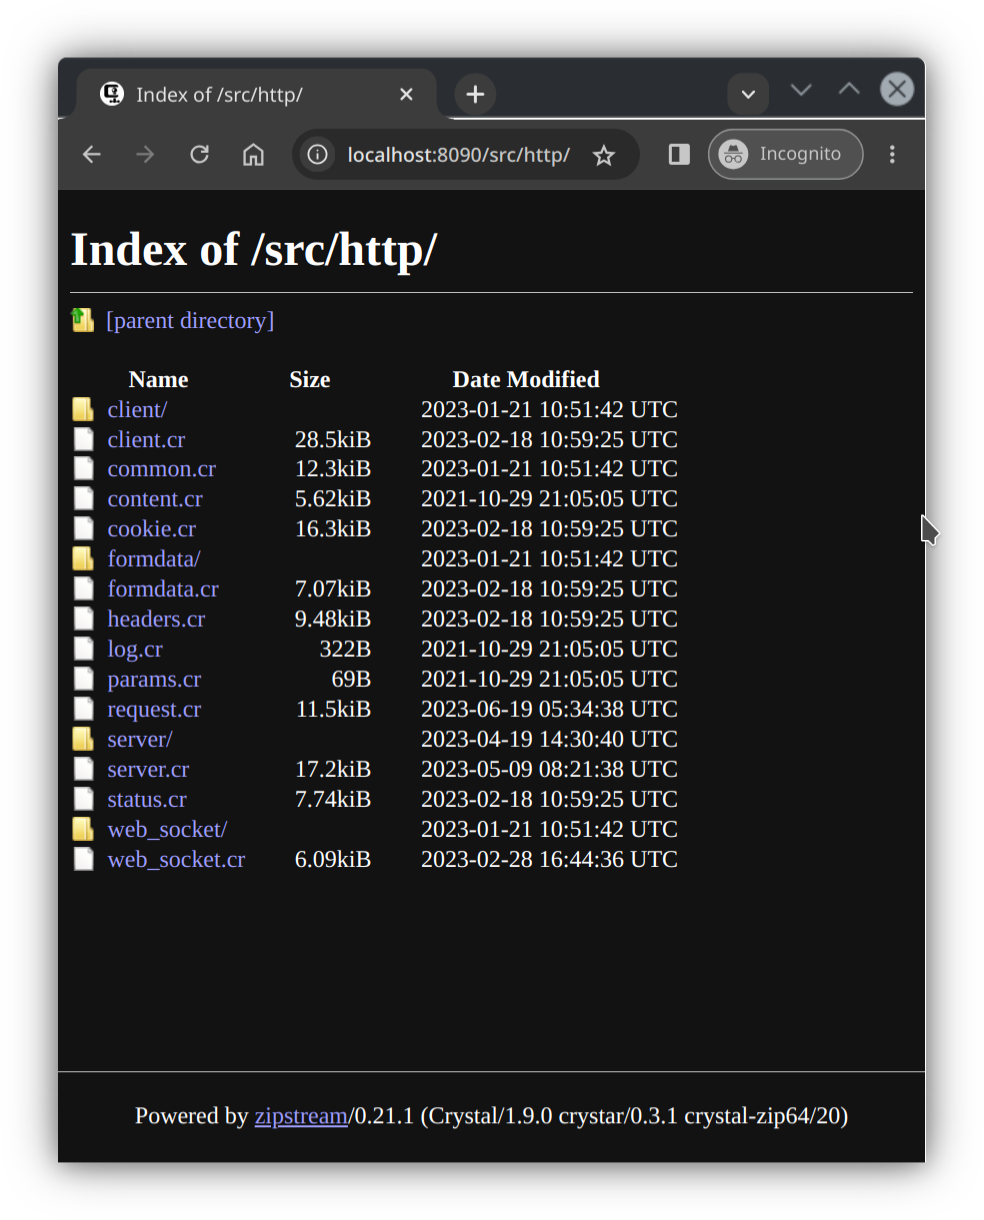 Index of /src/http/
localhost:8090/src/http/ Incognito
Index of /src/http/
[parent directory]
Name Size Date Modified
client/ 2023-01-21 10:51:42 UTC
client.cr 28.5kiB 2023-02-18 10:59:25 UTC
common.cr 12.3kiB 2023-01-21 10:51:42 UTC
content.cr 5.62kiB 2021-10-29 21:05:05 UTC
cookie.cr 16.3kiB 2023-02-18 10:59:25 UTC
formdata/ 2023-01-21 10:51:42 UTC
formdata.cr 7.07kiB 2023-02-18 10:59:25 UTC
headers.cr 9.48kiB 2023-02-18 10:59:25 UTC
log.cr 322B 2021-10-29 21:05:05 UTC
params.cr 69B 2021-10-29 21:05:05 UTC
request.cr 11.5kiB 2023-06-19 05:34:38 UTC
server/ 2023-04-19 14:30:40 UTC
server.cr 17.2kiB 2023-05-09 08:21:38 UTC
status.cr 7.74kiB 2023-02-18 10:59:25 UTC
web_socket/ 2023-01-21 10:51:42 UTC
web_socket.cr 6.09kiB 2023-02-28 16:44:36 UTC
Powered by zipstream/0.21.1 (Crystal/1.9.0 crystar/0.3.1 crystal-zip64/20)